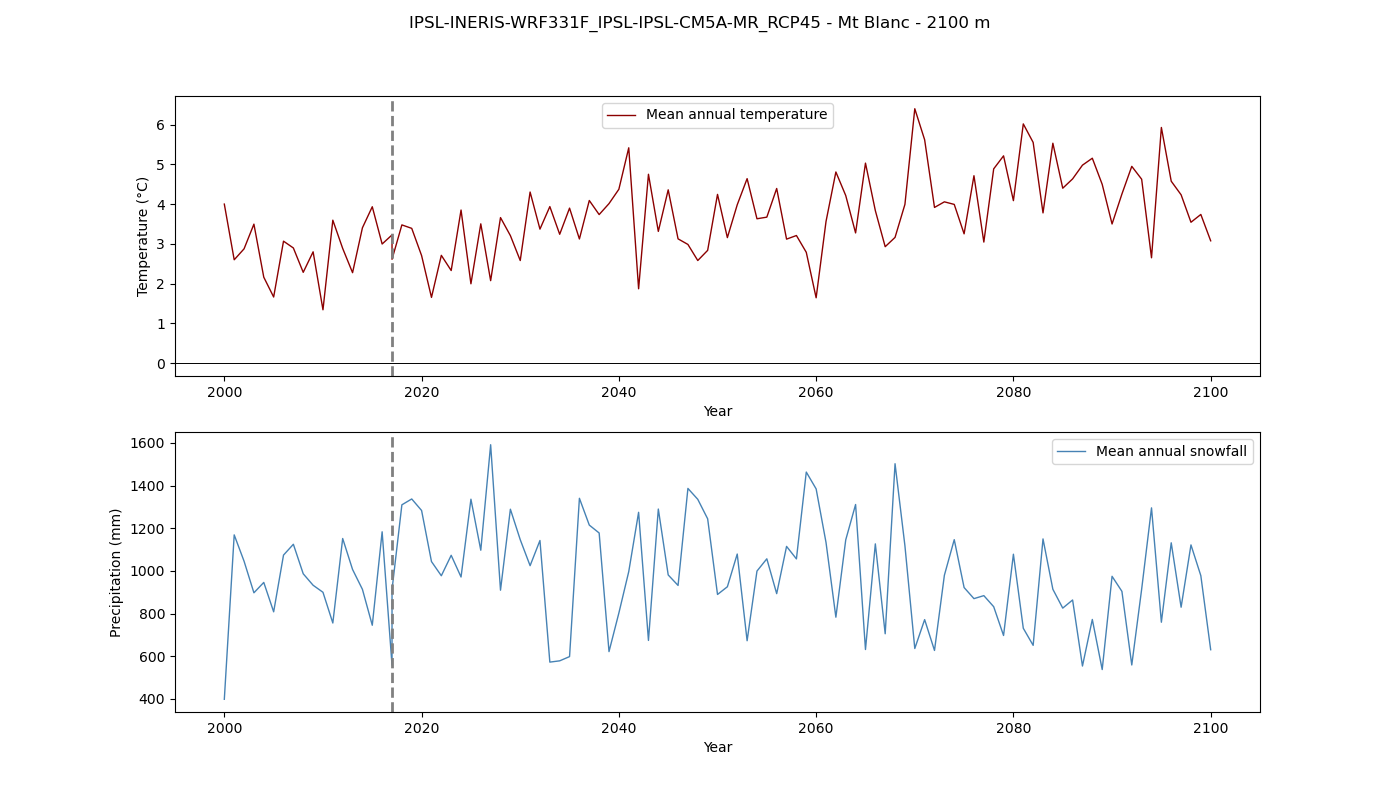 IPSL-INERIS-WRF331F_IPSL-IPSL-CM5A-MR_RCP45 - Mt Blanc - 2100 m
Mean annual temperature
Temperature (°C)
6
5
4
3
2
1
0
2000 2020 2040 2060 2080 2100
Year
Mean annual snowfall
Precipitation (mm)
1600
1400
1200
1000
800
600
400
2000 2020 2040 2060 2080 2100
Year